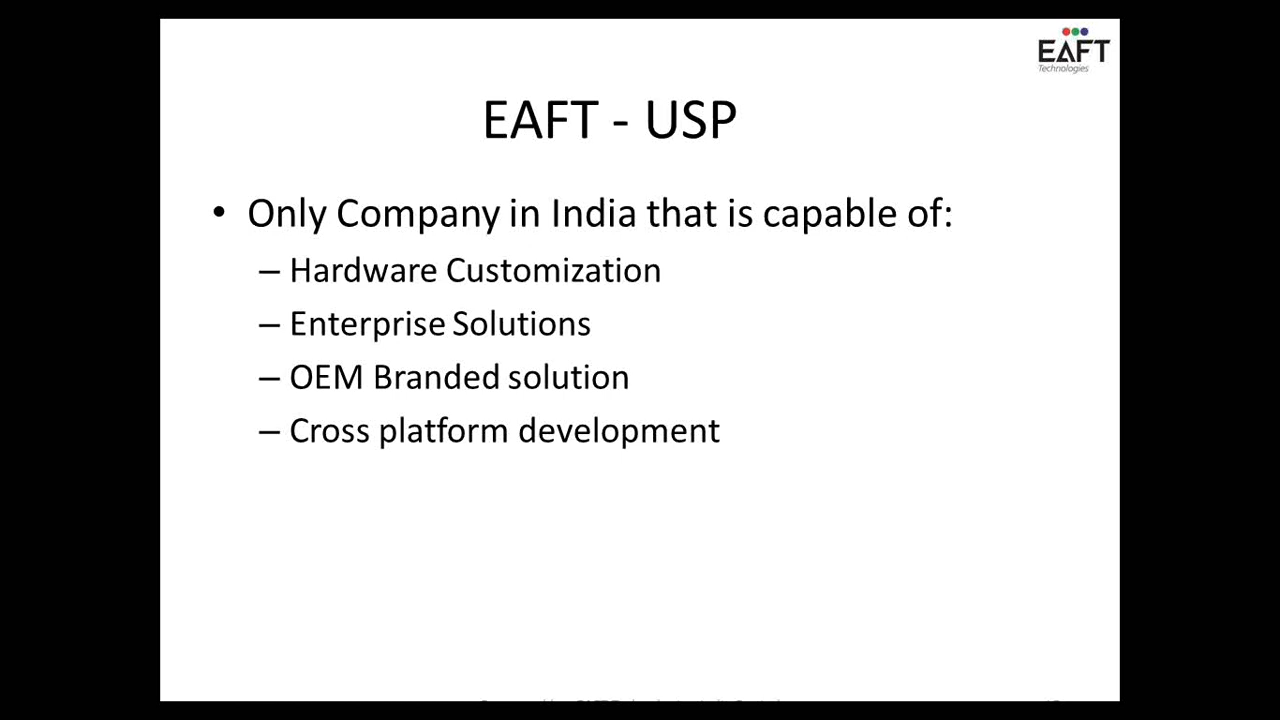 EAFT
Technologies
EAFT - USP
• Only Company in India that is capable of:
– Hardware Customization
– Enterprise Solutions
– OEM Branded solution
– Cross platform development